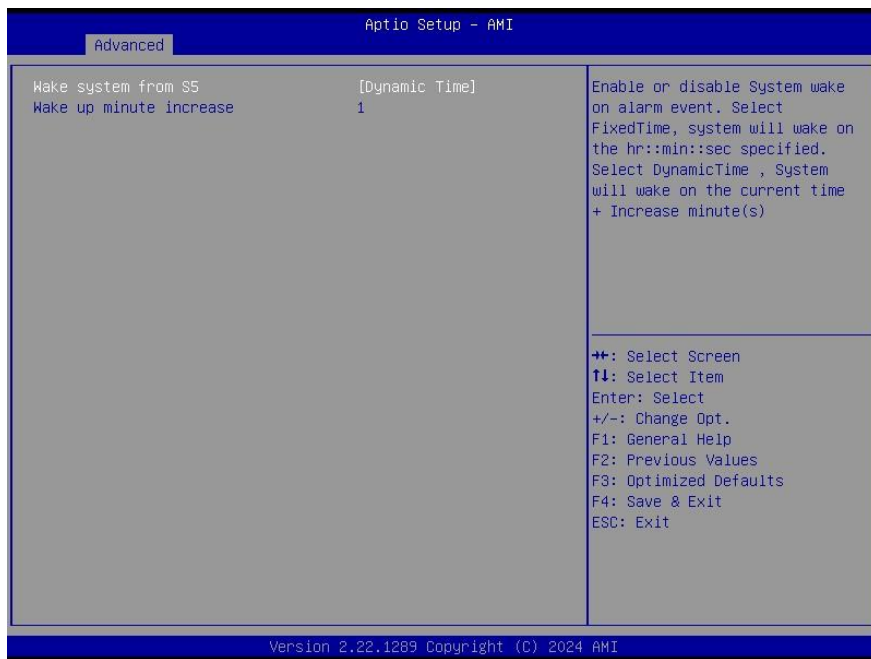 Aptio Setup - AMI
Advanced
Wake system from S5 [Dynamic Time]
Wake up minute increase 1
Enable or disable System wake
on alarm event. Select
FixedTime, system will wake on
the hr::min::sec specified.
Select DynamicTime , System
will wake on the current time
+ Increase minute(s)
→←: Select Screen
↑↓: Select Item
Enter: Select
+/-: Change Opt.
F1: General Help
F2: Previous Values
F3: Optimized Defaults
F4: Save & Exit
ESC: Exit
Version 2.22.1289 Copyright (C) 2024 AMI